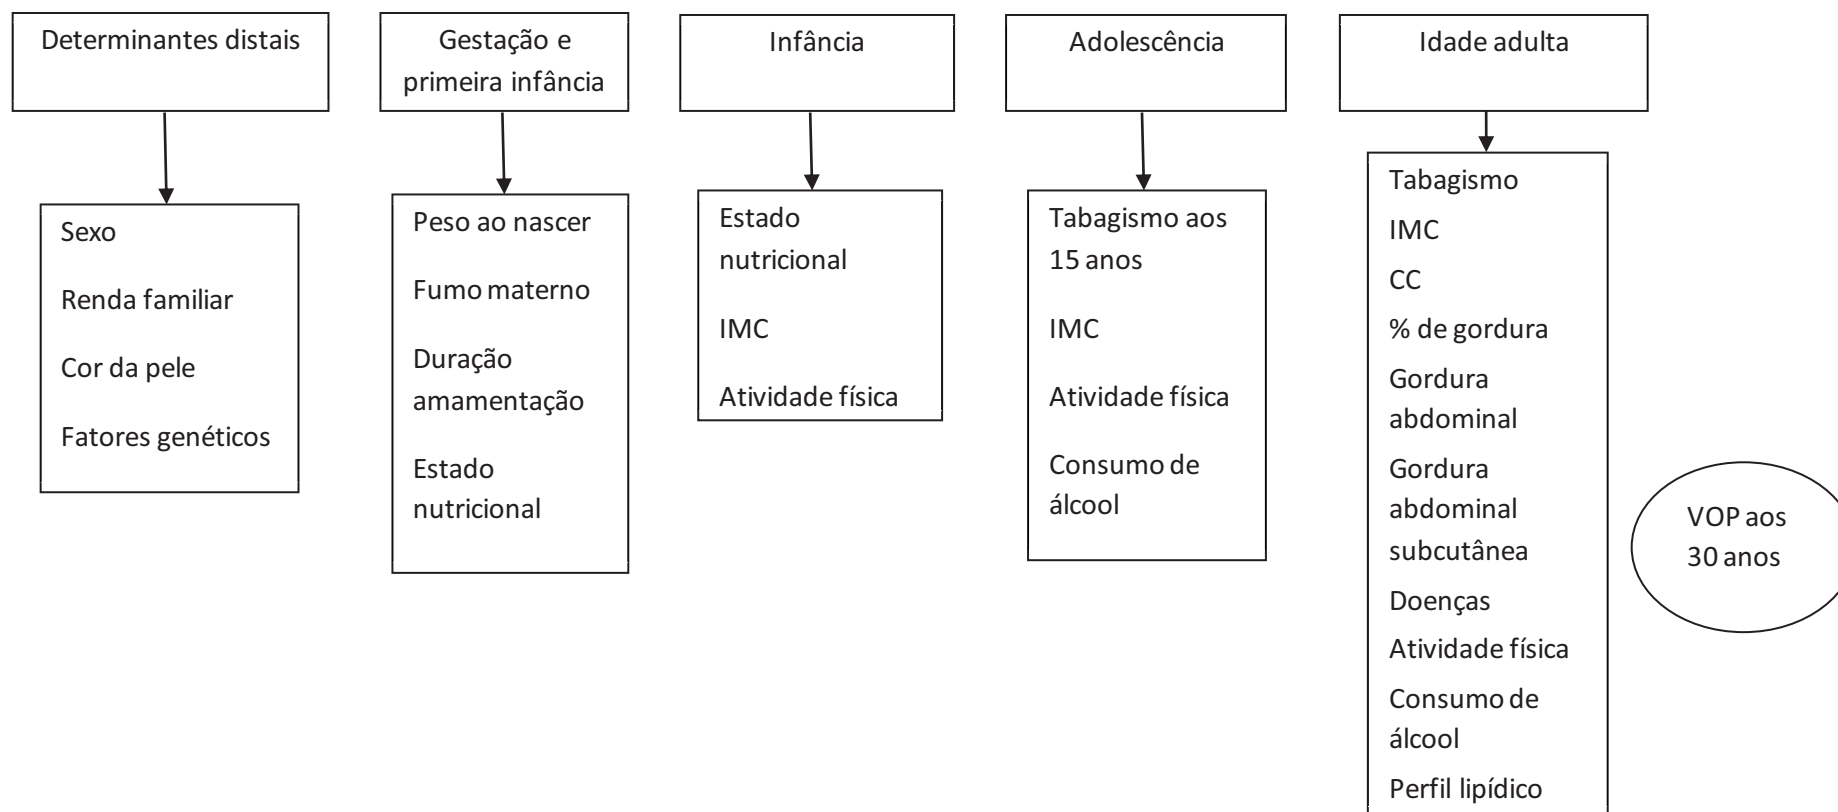 Determinantes distais
Gestação e
primeira infância
Infância
Adolescência
Idade adulta
Sexo
Renda familiar
Cor da pele
Fatores genéticos
Peso ao nascer
Fumo materno
Duração
amamentação
Estado
nutricional
Estado
nutricional
IMC
Atividade física
Tabagismo aos
15 anos
IMC
Atividade física
Consumo de
álcool
Tabagismo
IMC
CC
% de gordura
Gordura
abdominal
Gordura
abdominal
subcutânea
Doenças
Atividade física
Consumo de
álcool
Perfil lipídico
VOP aos
30 anos